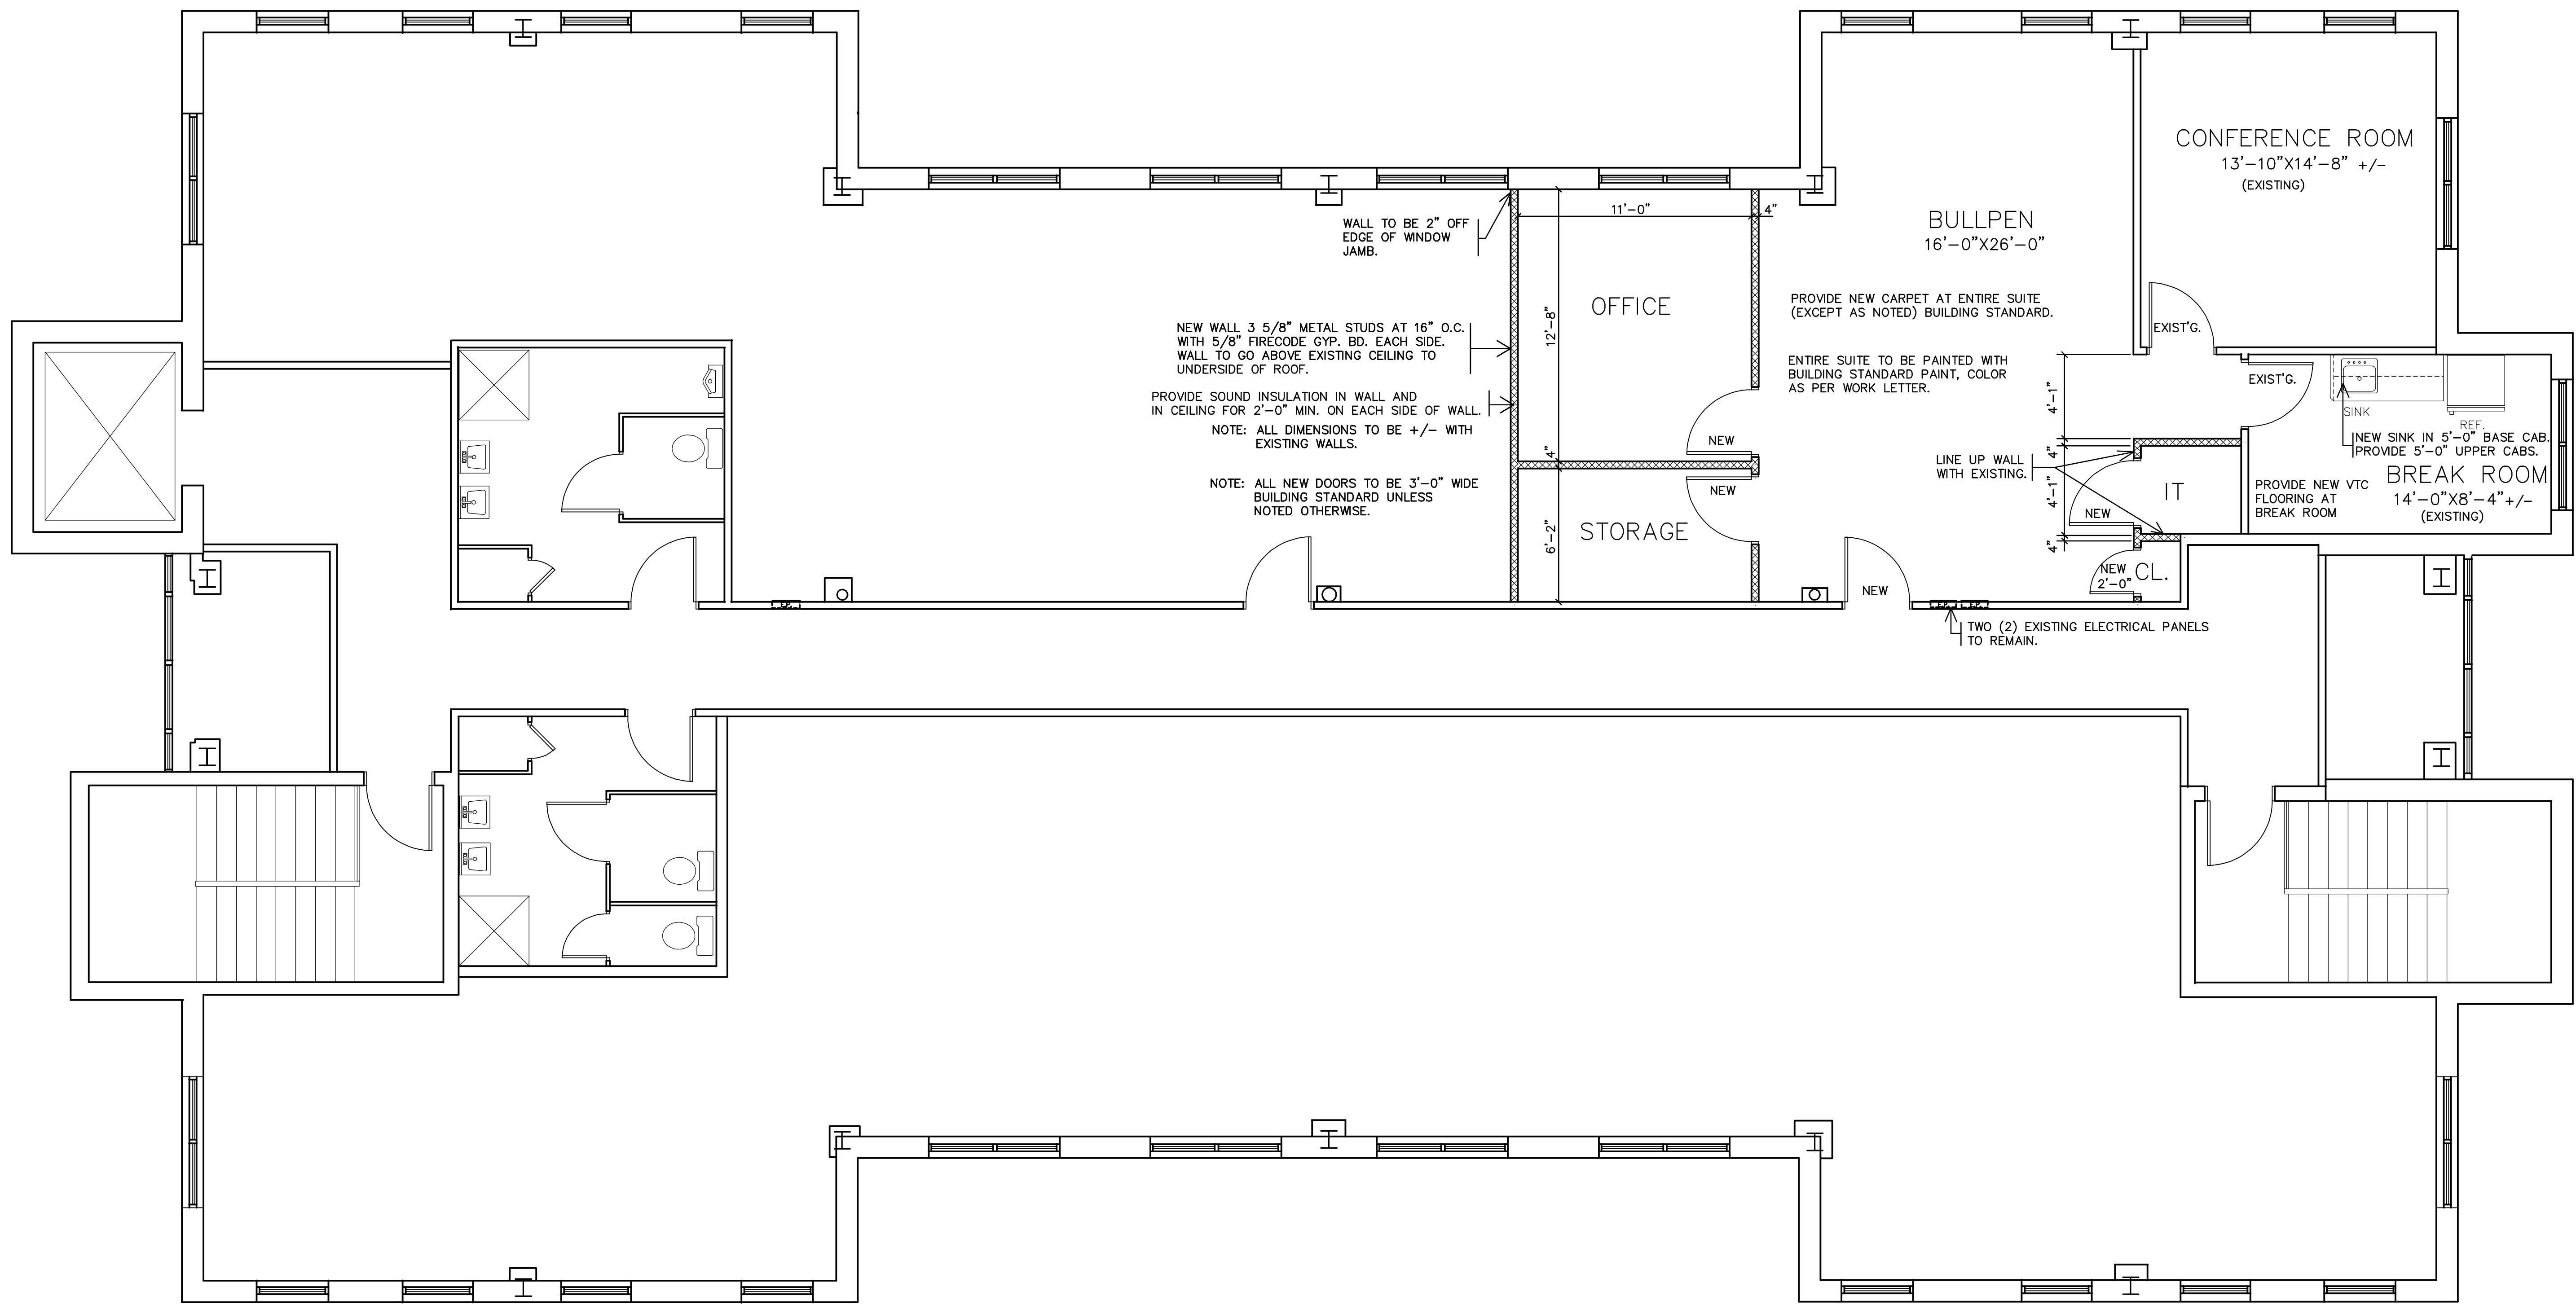 CONFERENCE ROOM
13'-10"X14'-8" +/-
(EXISTING)
WALL TO BE 2" OFF
EDGE OF WINDOW
JAMB.
11'-0"
4"
BULLPEN
16'-0"X26'-0"
OFFICE
12'-8"
PROVIDE NEW CARPET AT ENTIRE SUITE
(EXCEPT AS NOTED) BUILDING STANDARD.
NEW WALL 3 5/8" METAL STUDS AT 16" O.C.
WITH 5/8" FIRECODE GYP. BD. EACH SIDE.
WALL TO GO ABOVE EXISTING CEILING TO
UNDERSIDE OF ROOF.
EXIST'G.
ENTIRE SUITE TO BE PAINTED WITH
BUILDING STANDARD PAINT, COLOR
AS PER WORK LETTER.
EXIST'G.
PROVIDE SOUND INSULATION IN WALL AND
IN CEILING FOR 2'-0" MIN. ON EACH SIDE OF WALL.
4'-1"
SINK
REF.
NOTE: ALL DIMENSIONS TO BE +/- WITH
EXISTING WALLS.
NEW
4"
4"
NEW SINK IN 5'-0" BASE CAB.
PROVIDE 5'-0" UPPER CABS.
LINE UP WALL
WITH EXISTING.
BREAK ROOM
14'-0"X8'-4"+/-
(EXISTING)
NOTE: ALL NEW DOORS TO BE 3'-0" WIDE
BUILDING STANDARD UNLESS
NOTED OTHERWISE.
NEW
4'-1"
IT
PROVIDE NEW VTC
FLOORING AT
BREAK ROOM
NEW
STORAGE
6'-2"
4"
NEW
2'-0"
CL.
NEW
E.P.
E.P.
E.P.
TWO (2) EXISTING ELECTRICAL PANELS
TO REMAIN.